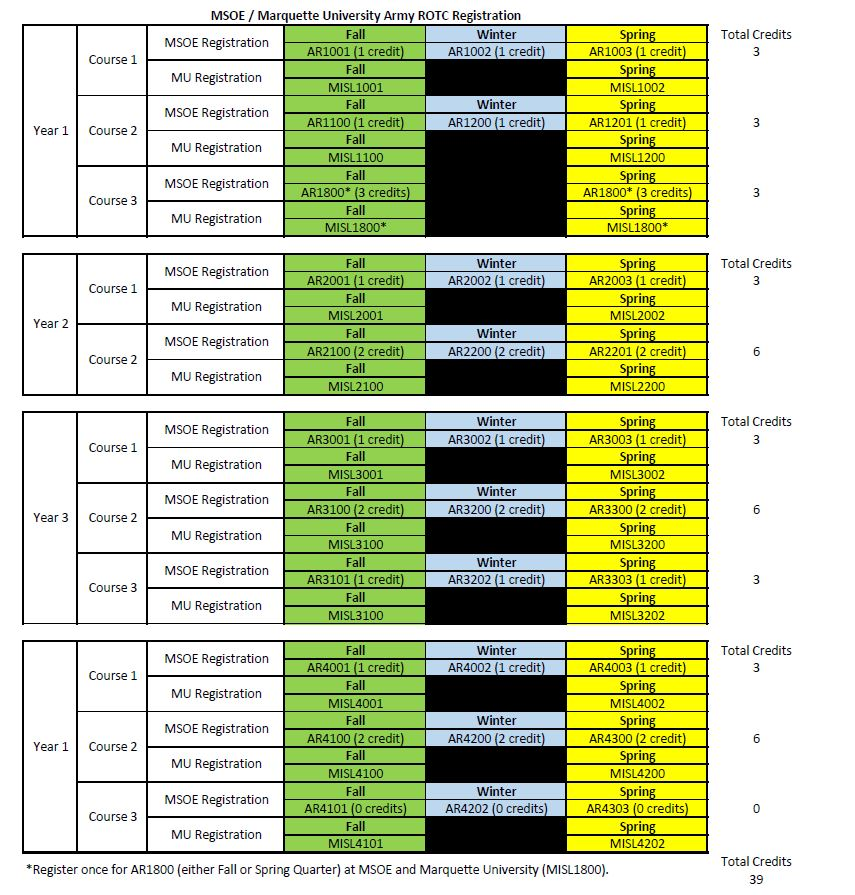 MSOE / Marquette University Army ROTC Registration
Fall Winter Spring Total Credits
MSOE Registration AR1001 (1 credit) AR1002 (1 credit) AR1003 (1 credit) 3
Course 1
Fall Spring
MU Registration MISL1001 MISL1002
Fall Winter Spring
MSOE Registration AR1100 (1 credit) AR1200 (1 credit) AR1201 (1 credit) 3
Year 1 Course 2
Fall Spring
MU Registration MISL1100 MISL1200
Fall Spring
MSOE Registration AR1800* (3 credits) AR1800* (3 credits) 3
Course 3
Fall Spring
MU Registration MISL1800* MISL1800*
Fall Winter Spring Total Credits
MSOE Registration AR2001 (1 credit) AR2002 (1 credit) AR2003 (1 credit) 3
Course 1
Fall Spring
MU Registration MISL2001 MISL2002
Year 2
Fall Winter Spring
MSOE Registration AR2100 (2 credit) AR2200 (2 credit) AR2201 (2 credit) 6
Course 2
Fall Spring
MU Registration MISL2100 MISL2200
Fall Winter Spring Total Credits
MSOE Registration AR3001 (1 credit) AR3002 (1 credit) AR3003 (1 credit) 3
Course 1
Fall Spring
MU Registration MISL3001 MISL3002
Fall Winter Spring
MSOE Registration AR3100 (2 credit) AR3200 (2 credit) AR3300 (2 credit) 6
Year 3 Course 2
Fall Spring
MU Registration MISL3100 MISL3200
Fall Winter Spring
MSOE Registration AR3101 (1 credit) AR3202 (1 credit) AR3303 (1 credit) 3
Course 3
Fall Spring
MU Registration MISL3100 MISL3202
Fall Winter Spring Total Credits
MSOE Registration AR4001 (1 credit) AR4002 (1 credit) AR4003 (1 credit) 3
Course 1
Fall Spring
MU Registration MISL4001 MISL4002
Fall Winter Spring
MSOE Registration AR4100 (2 credit) AR4200 (2 credit) AR4300 (2 credit) 6
Year 1 Course 2
Fall Spring
MU Registration MISL4100 MISL4200
Fall Winter Spring
MSOE Registration AR4101 (0 credits) AR4202 (0 credits) AR4303 (0 credits) 0
Course 3
Fall Spring
MU Registration MISL4101 MISL4202
Total Credits
*Register once for AR1800 (either Fall or Spring Quarter) at MSOE and Marquette University (MISL1800).
39